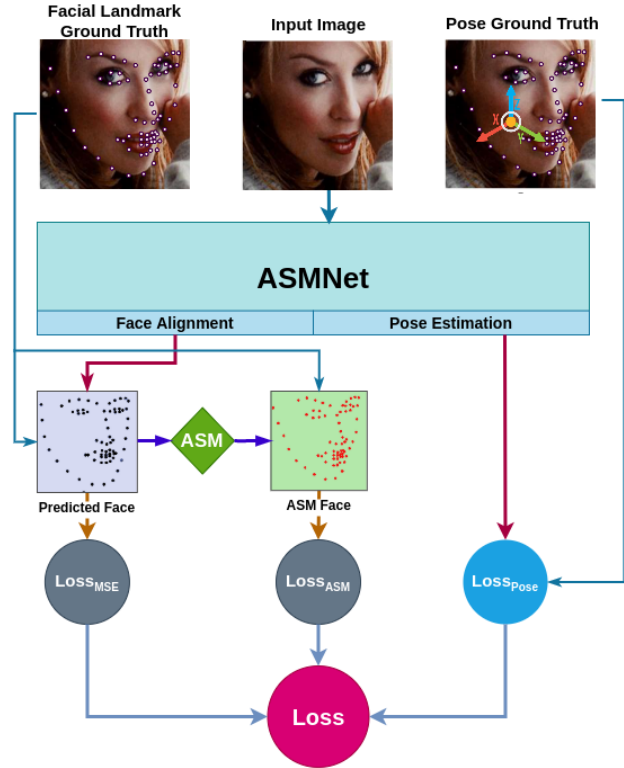 Facial Landmark
Ground Truth
Input Image
Pose Ground Truth
X
Z
Y
ASMNet
Face Alignment
Pose Estimation
ASM
Predicted Face
ASM Face
Loss_MSE
Loss_ASM
Loss_Pose
Loss